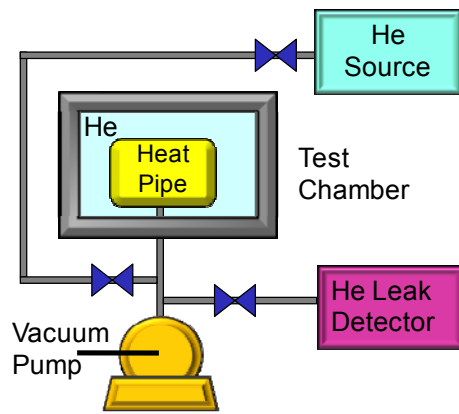 He
Source
He
Heat
Pipe
Test
Chamber
He Leak
Detector
Vacuum
Pump